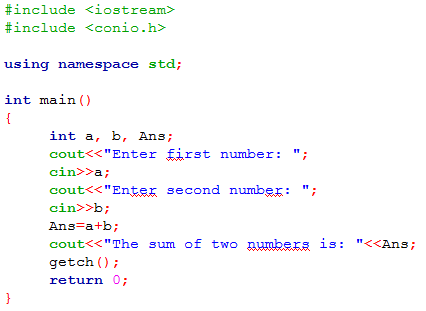 #include <iostream>
#include <conio.h>
using namespace std;
int main()
{
int a, b, Ans;
cout<<"Enter first number: ";
cin>>a;
cout<<"Enter second number: ";
cin>>b;
Ans=a+b;
cout<<"The sum of two numbers is: "<<Ans;
getch();
return 0;
}